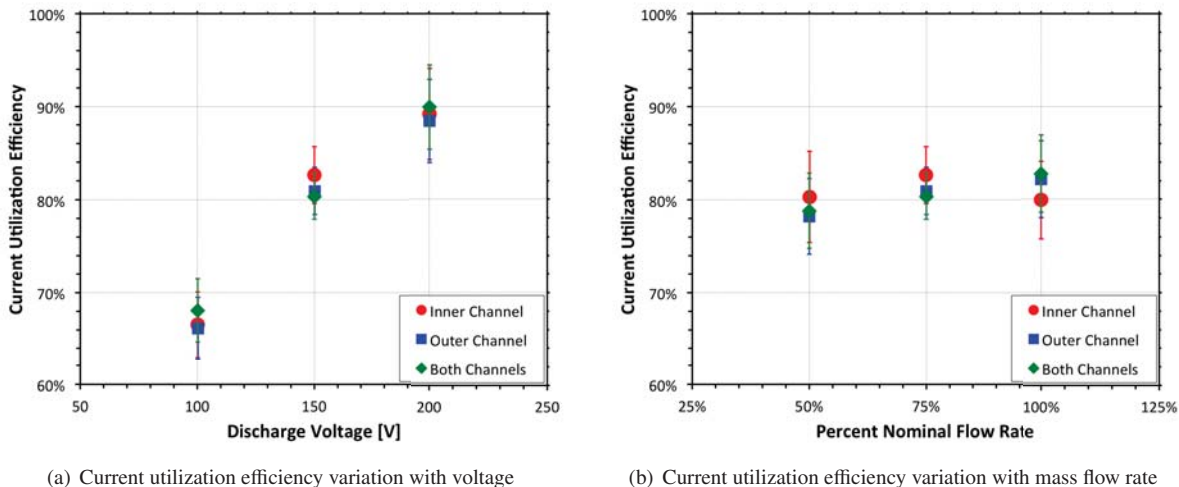 100%
90%
80%
70%
60%
Current Utilization Efficiency
50
100
150
200
250
Discharge Voltage [V]
Inner Channel
Outer Channel
Both Channels
(a) Current utilization efficiency variation with voltage
100%
90%
80%
70%
60%
Current Utilization Efficiency
25%
50%
75%
100%
125%
Percent Nominal Flow Rate
Inner Channel
Outer Channel
Both Channels
(b) Current utilization efficiency variation with mass flow rate